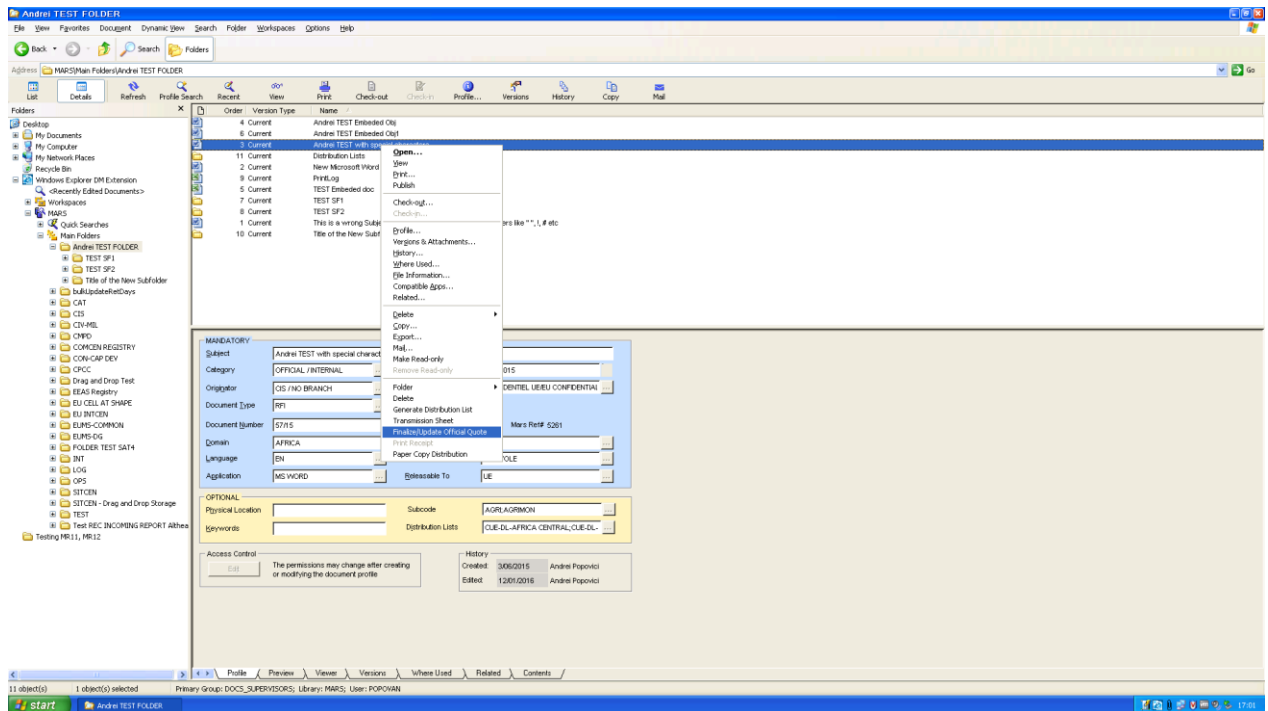 Andrei TEST FOLDER
File View Favorites Document Dynamic View Search Folder Workspaces Options Help
Back Search Folders
Address MARS\Main Folders\Andrei TEST FOLDER Go
List Details Refresh Profile Search Recent View Print Check-out Check-in Profile... Versions History Copy Mail
Folders
Desktop
My Documents
My Computer
My Network Places
Recycle Bin
Windows Explorer DM Extension
<Recently Edited Documents>
Workspaces
MARS
Quick Searches
Main Folders
Andrei TEST FOLDER
TEST SF1
TEST SF2
Title of the New Subfolder
bulkUpdateRetDays
CAT
CIS
CIV-MIL
CMPD
COMCEN REGISTRY
CON-CAP DEV
CPCC
Drag and Drop Test
EEAS Registry
EU CELL AT SHAPE
EU INTCEN
EUMS-COMMON
EUMS-DG
FOLDER TEST SAT4
INT
LOG
OPS
SITCEN
SITCEN - Drag and Drop Storage
TEST
Test REC INCOMING REPORT Althea
Testing MR11, MR12
Order Version Type Name
4 Current Andrei TEST Embeded Obj
6 Current Andrei TEST Embeded Obj1
3 Current Andrei TEST with special characters
11 Current Distribution Lists
2 Current New Microsoft Word
9 Current PrintLog
5 Current TEST Embeded doc
7 Current TEST SF1
8 Current TEST SF2
1 Current This is a wrong Subje ers like " ", !, # etc
10 Current Title of the New Subf
Open...
View
Print...
Publish
Check-out...
Check-in...
Profile...
Versions & Attachments...
History...
Where Used...
File Information...
Compatible Apps...
Related...
Delete
Copy...
Export...
Mail...
Make Read-only
Remove Read-only
Folder
Delete
Generate Distribution List
Transmission Sheet
Finalize/Update Official Quote
Print Receipt
Paper Copy Distribution
MANDATORY
Subject Andrei TEST with special charact
Category OFFICIAL / INTERNAL ... 015
Originator CIS / NO BRANCH ... DENTIEL UE/EU CONFIDENTIAL ...
Document Type RFI ...
Document Number 57/15 Mars Ref# 5261
Domain AFRICA ...
Language EN ... OLE ...
Application MS WORD ... Releasable To UE ...
OPTIONAL
Physical Location Subcode AGRI,AGRIMON ...
Keywords Distribution Lists CUE-DL-AFRICA CENTRAL;CUE-DL- ...
Access Control
Edit The permissions may change after creating
or modifying the document profile
History
Created: 3/06/2015 Andrei Popovici
Edited: 12/01/2016 Andrei Popovici
Profile Preview Viewer Versions Where Used Related Contents
11 object(s) 1 object(s) selected Primary Group: DOCS_SUPERVISORS; Library: MARS; User: POPOVAN
start Andrei TEST FOLDER 17:01